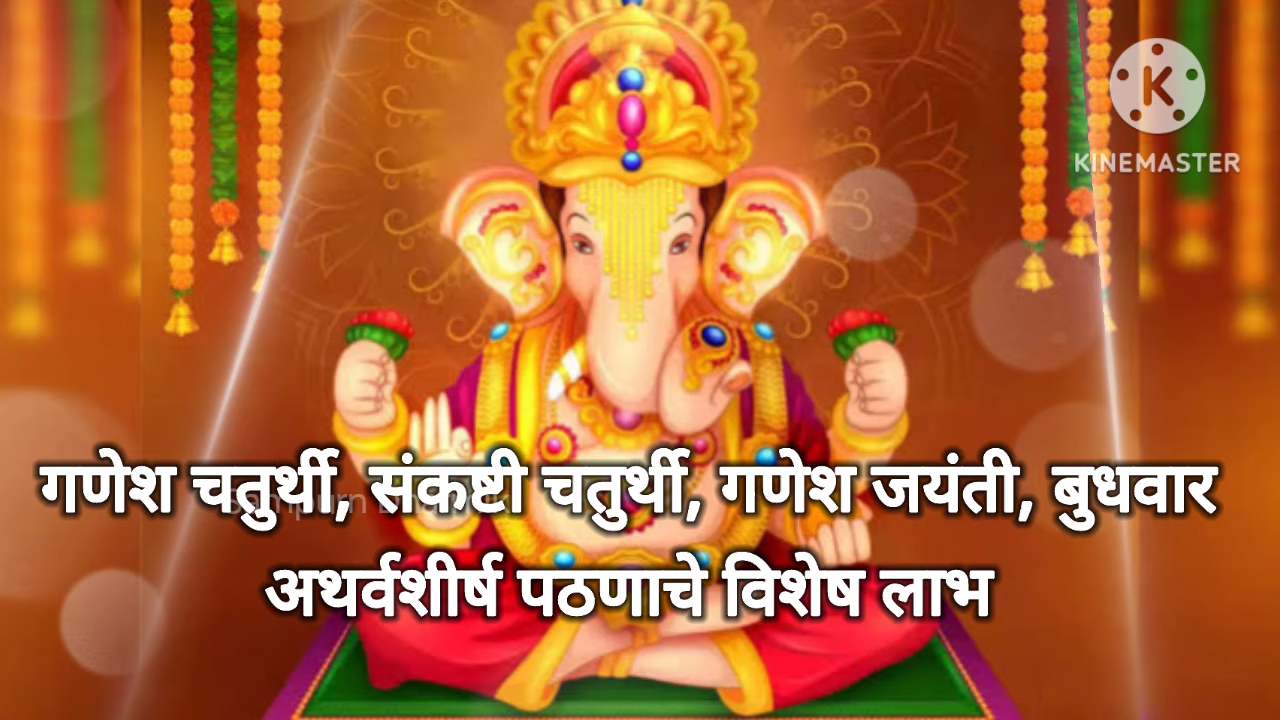 KINEMASTER
गणेश चतुर्थी, संकष्टी चतुर्थी, गणेश जयंती, बुधवार
अथर्वशीर्ष पठणाचे विशेष लाभ